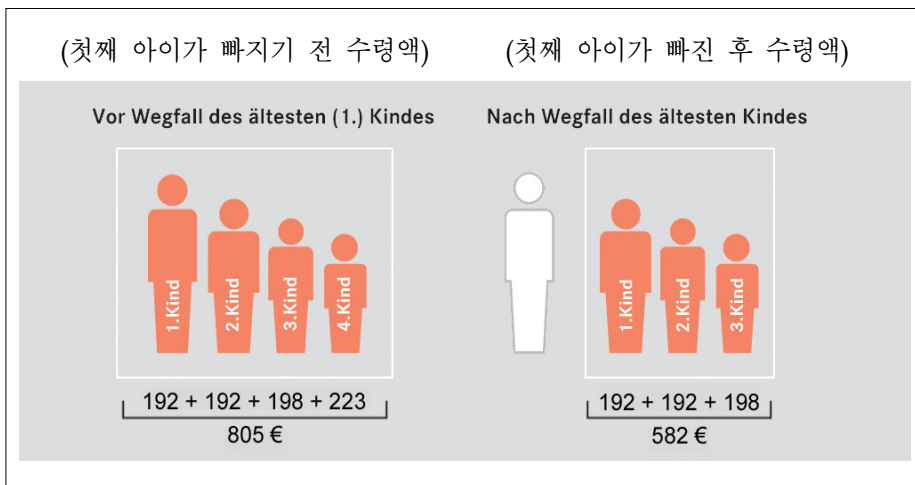 (첫째 아이가 빠지기 전 수령액)
(첫째 아이가 빠진 후 수령액)
Vor Wegfall des ältesten (1.) Kindes
Nach Wegfall des ältesten Kindes
1.Kind
2.Kind
3.Kind
4.Kind
1.Kind
2.Kind
3.Kind
192 + 192 + 198 + 223
805 €
192 + 192 + 198
582 €